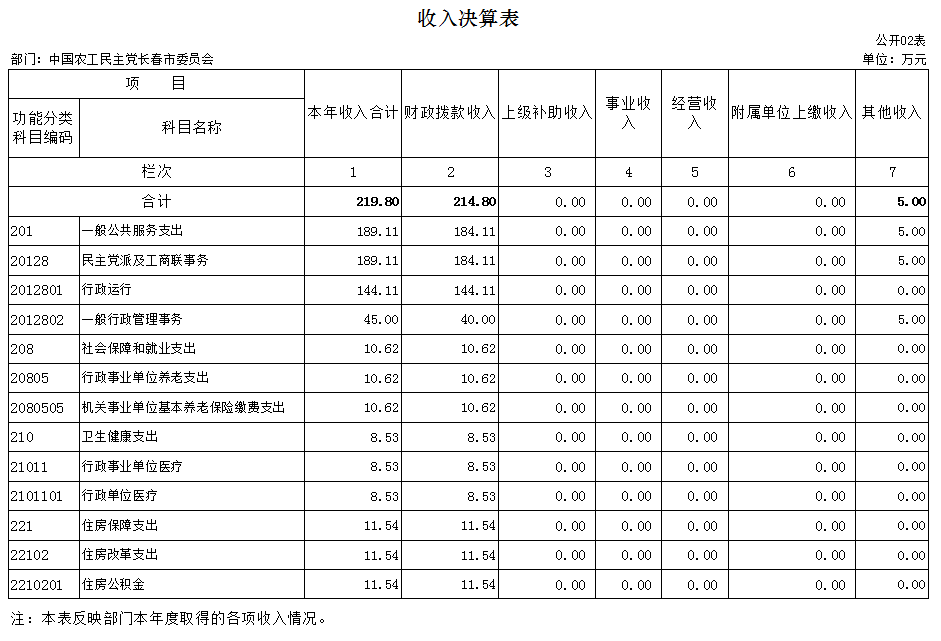 收入决算表
公开02表
部门：中国农工民主党长春市委员会 单位：万元
项 目 本年收入合计 财政拨款收入 上级补助收入 事业收入 经营收入 附属单位上缴收入 其他收入
功能分类科目编码 科目名称
栏次 1 2 3 4 5 6 7
合计 219.80 214.80 0.00 0.00 0.00 0.00 5.00
201 一般公共服务支出 189.11 184.11 0.00 0.00 0.00 0.00 5.00
20128 民主党派及工商联事务 189.11 184.11 0.00 0.00 0.00 0.00 5.00
2012801 行政运行 144.11 144.11 0.00 0.00 0.00 0.00 0.00
2012802 一般行政管理事务 45.00 40.00 0.00 0.00 0.00 0.00 5.00
208 社会保障和就业支出 10.62 10.62 0.00 0.00 0.00 0.00 0.00
20805 行政事业单位养老支出 10.62 10.62 0.00 0.00 0.00 0.00 0.00
2080505 机关事业单位基本养老保险缴费支出 10.62 10.62 0.00 0.00 0.00 0.00 0.00
210 卫生健康支出 8.53 8.53 0.00 0.00 0.00 0.00 0.00
21011 行政事业单位医疗 8.53 8.53 0.00 0.00 0.00 0.00 0.00
2101101 行政单位医疗 8.53 8.53 0.00 0.00 0.00 0.00 0.00
221 住房保障支出 11.54 11.54 0.00 0.00 0.00 0.00 0.00
22102 住房改革支出 11.54 11.54 0.00 0.00 0.00 0.00 0.00
2210201 住房公积金 11.54 11.54 0.00 0.00 0.00 0.00 0.00
注：本表反映部门本年度取得的各项收入情况。